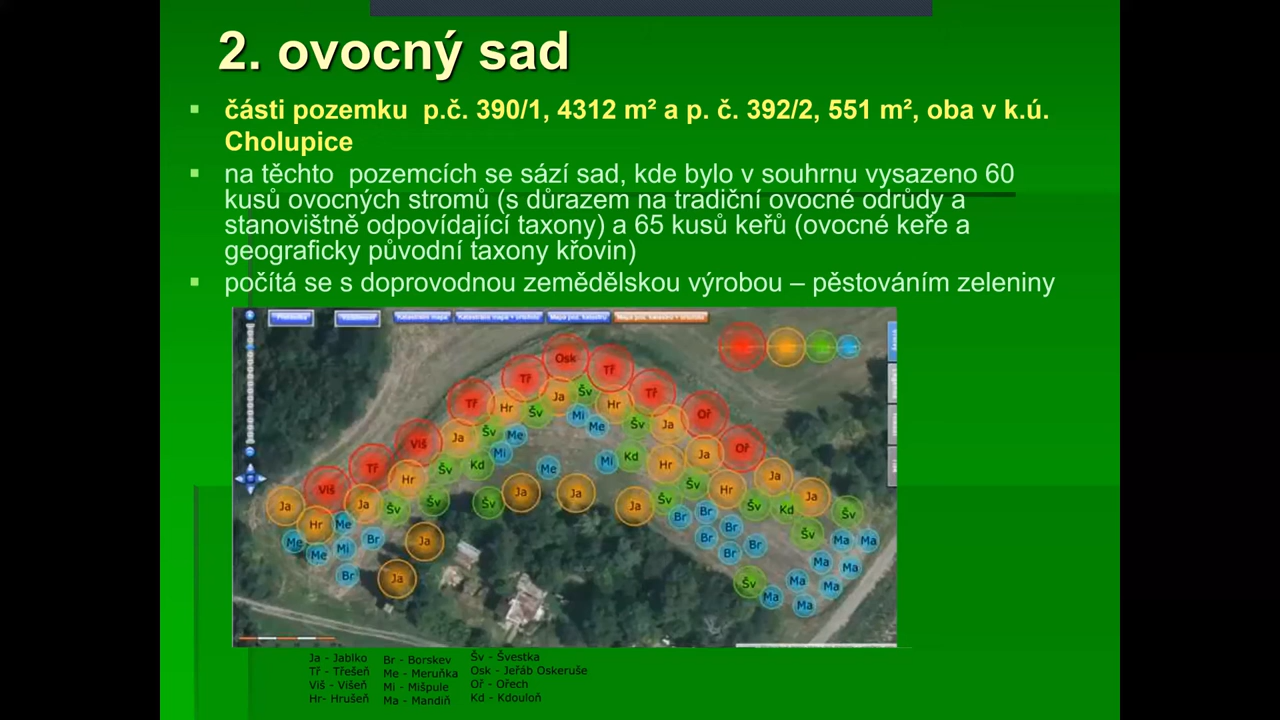 2. ovocný sad
části pozemku p.č. 390/1, 4312 m² a p. č. 392/2, 551 m², oba v k.ú.
Cholupice
na těchto pozemcích se sází sad, kde bylo v souhrnu vysazeno 60
kusů ovocných stromů (s důrazem na tradiční ovocné odrůdy a
stanovištně odpovídající taxony) a 65 kusů keřů (ovocné keře a
geograficky původní taxony křovin)
počítá se s doprovodnou zemědělskou výrobou – pěstováním zeleniny
Osk
Tř Tř
Tř Ja Šv Tř
Hr Šv Hr Oř
Mi Me Šv Ja
Viš Ja Šv Me Oř
Tř Šv Kd Mi Me Mi Kd Hr Ja Ja
Viš Hr Šv Hr Ja
Ja Ja Šv Šv Šv Ja Ja Ja Šv Šv Kd Šv
Hr Me Br Br Br Šv
Me Me Mi Br Ja Br Br Br Ma Ma
Br Ja Šv Ma Ma Ma Ma
Ma Ma
Ja - Jablko Br - Borskev Šv - Švestka
Tř - Třešeň Me - Meruňka Osk - Jeřáb Oskeruše
Viš - Višeň Mi - Mišpule Oř - Ořech
Hr- Hrušeň Ma - Mandiň Kd - Kdouloň